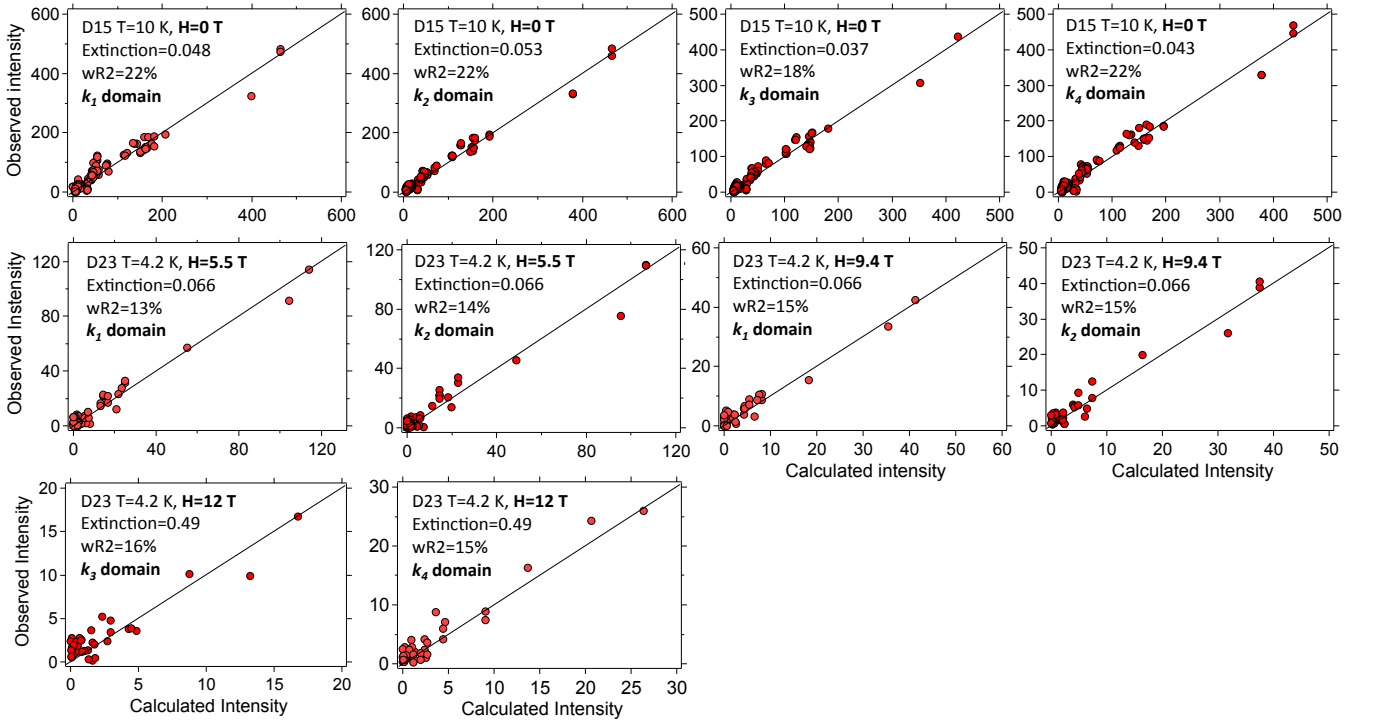 Observed intensity
600
400
200
0
D15 T=10 K, H=0 T
Extinction=0.048
wR2=22%
k1 domain
0 200 400 600
600
400
200
0
D15 T=10 K, H=0 T
Extinction=0.053
wR2=22%
k2 domain
0 200 400 600
500
400
300
200
100
0
D15 T=10 K, H=0 T
Extinction=0.037
wR2=18%
k3 domain
0 100 200 300 400 500
500
400
300
200
100
0
D15 T=10 K, H=0 T
Extinction=0.043
wR2=22%
k4 domain
0 100 200 300 400 500
Observed Instensity
120
80
40
0
D23 T=4.2 K, H=5.5 T
Extinction=0.066
wR2=13%
k1 domain
0 40 80 120
120
80
40
0
D23 T=4.2 K, H=5.5 T
Extinction=0.066
wR2=14%
k2 domain
0 40 80 120
60
40
20
0
D23 T=4.2 K, H=9.4 T
Extinction=0.066
wR2=15%
k1 domain
0 10 20 30 40 50 60
Calculated intensity
50
40
30
20
10
0
D23 T=4.2 K, H=9.4 T
Extinction=0.066
wR2=15%
k2 domain
0 10 20 30 40 50
Calculated Intensity
Observed Intensity
20
15
10
5
0
D23 T=4.2 K, H=12 T
Extinction=0.49
wR2=16%
k3 domain
0 5 10 15 20
Calculated Intensity
30
20
10
0
D23 T=4.2 K, H=12 T
Extinction=0.49
wR2=15%
k4 domain
0 5 10 15 20 25 30
Calculated Intensity